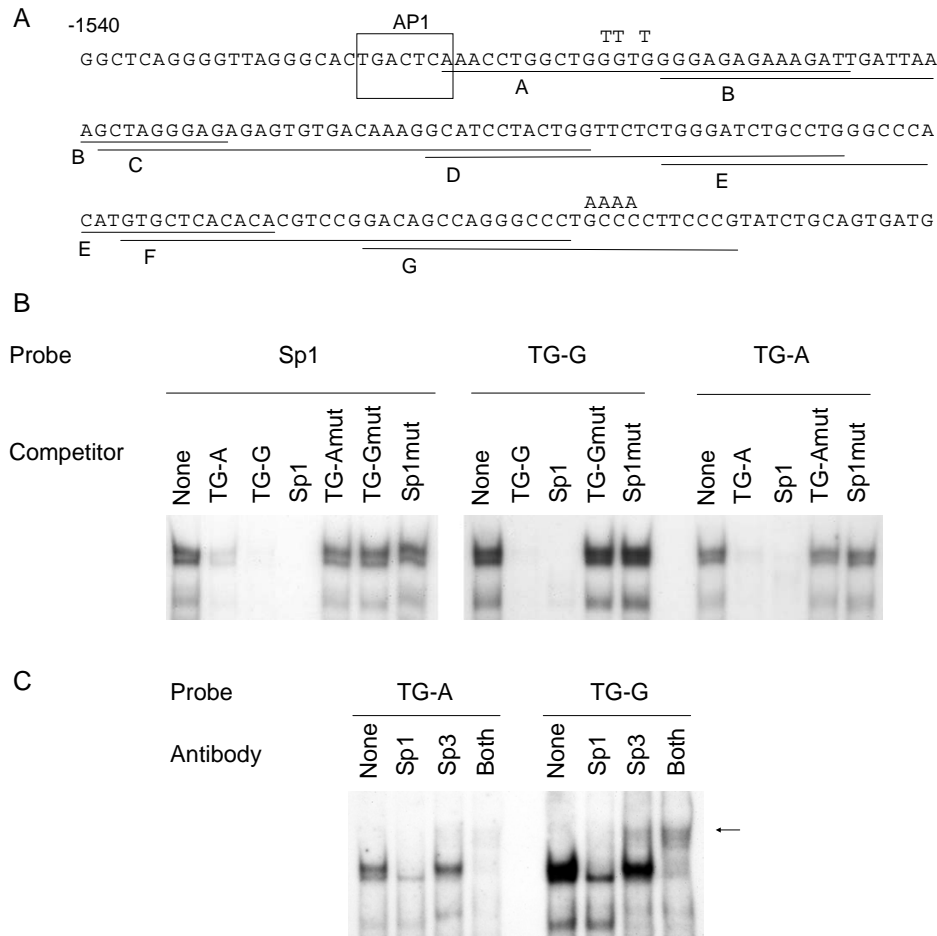 A
-1540
AP1
TT T
GGCTCAGGGGTTAGGGCACTGACTCAAACCTGGCTGGGTGGGGAGAGAAAGATTGATTAA
A B
AGCTAGGGAGAGAGTGTGACAAAGGCATCCTACTGGTTCTCTGGGATCTGCCTGGGCCCA
B C D E
AAAA
CATGTGCTCACACACGTCCGGACAGCCAGGGCCCTGCCCCTTCCCGTATCTGCAGTGATG
E F G
B
Probe Sp1 TG-G TG-A
Competitor None TG-A TG-G Sp1 TG-Amut TG-Gmut Sp1mut None TG-G Sp1 TG-Gmut Sp1mut None TG-A Sp1 TG-Amut Sp1mut
C
Probe TG-A TG-G
Antibody None Sp1 Sp3 Both None Sp1 Sp3 Both